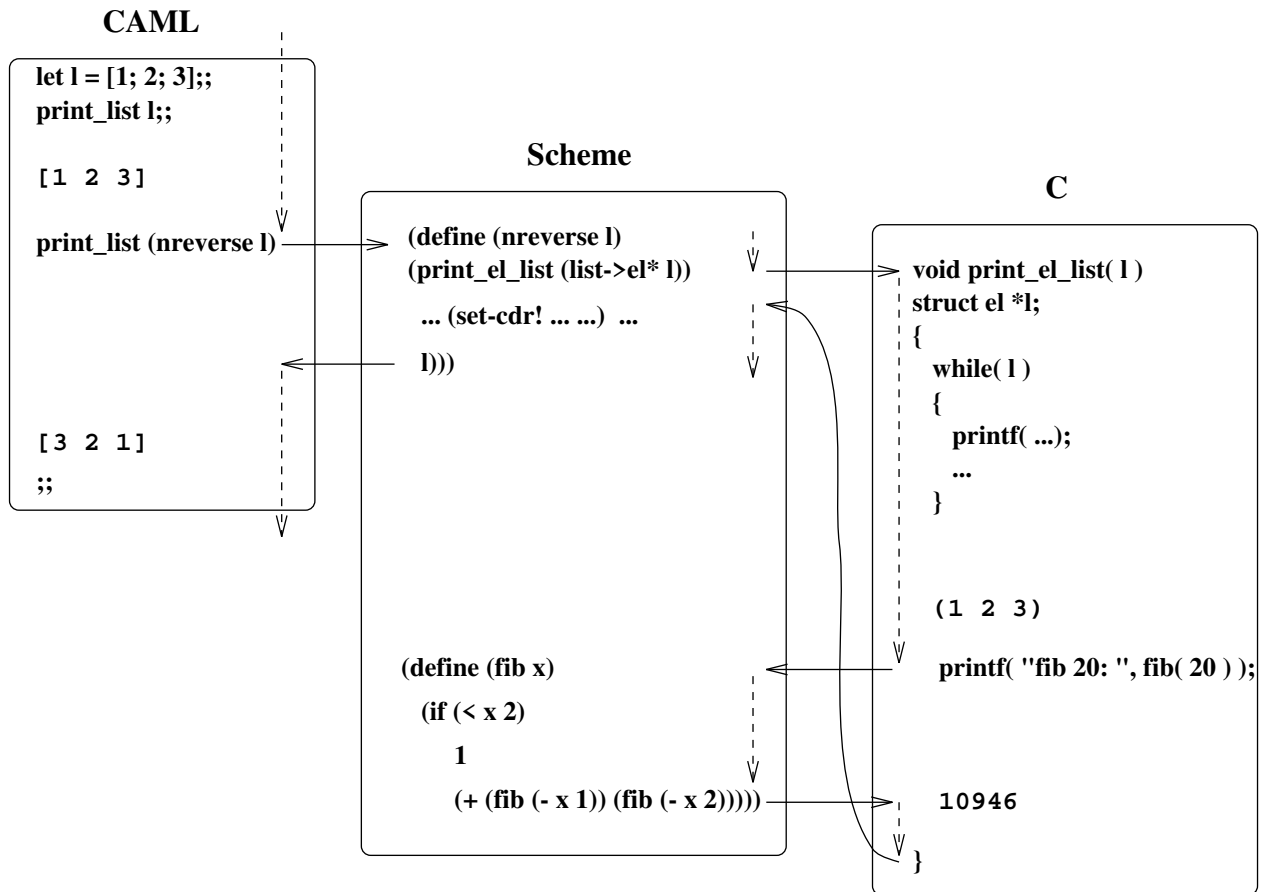 CAML
let l = [1; 2; 3];;
print_list l;;
[1 2 3]
print_list (nreverse l)
[3 2 1]
;;
Scheme
(define (nreverse l)
(print_el_list (list->el* l))
... (set-cdr! ... ...) ...
l)))
(define (fib x)
(if (< x 2)
1
(+ (fib (- x 1)) (fib (- x 2)))))
C
void print_el_list( l )
struct el *l;
{
while( l )
{
printf( ...);
...
}
(1 2 3)
printf( "fib 20: ", fib( 20 ) );
10946
}